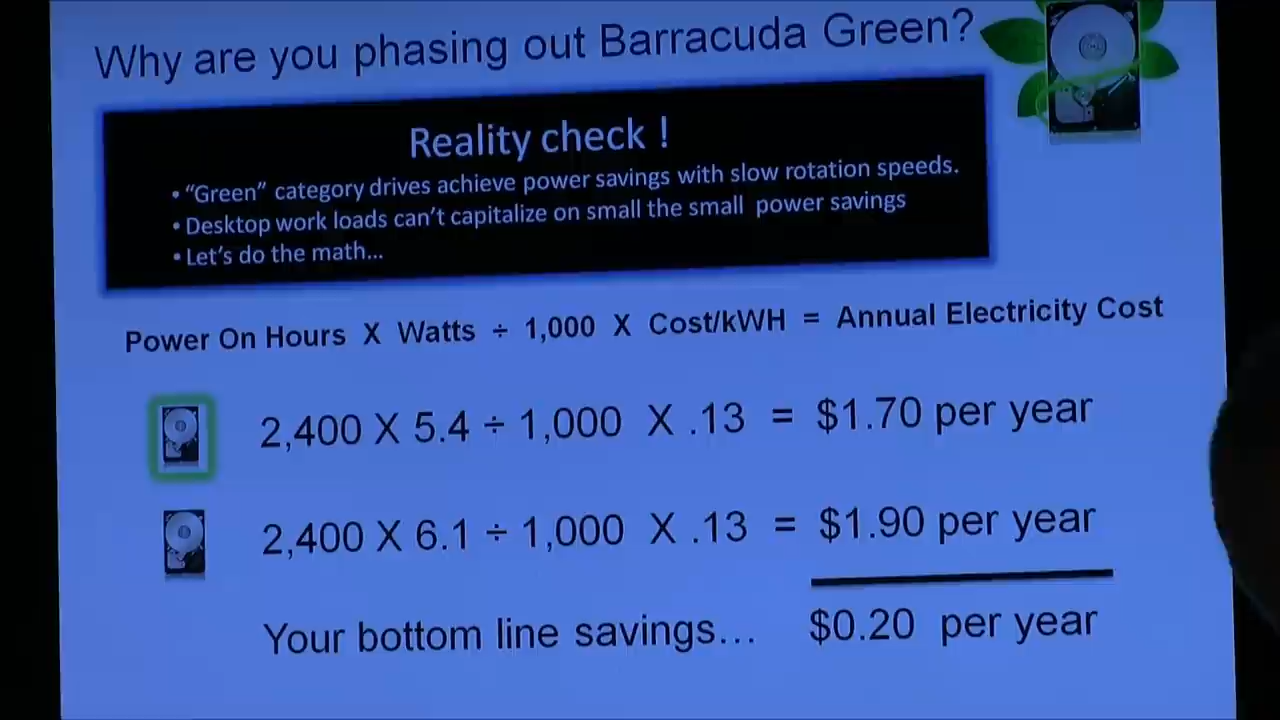 Why are you phasing out Barracuda Green?
Reality check !
• “Green” category drives achieve power savings with slow rotation speeds.
• Desktop work loads can’t capitalize on small the small power savings
• Let’s do the math…
Power On Hours X Watts ÷ 1,000 X Cost/kWH = Annual Electricity Cost
2,400 X 5.4 ÷ 1,000 X .13 = $1.70 per year
2,400 X 6.1 ÷ 1,000 X .13 = $1.90 per year
Your bottom line savings… $0.20 per year